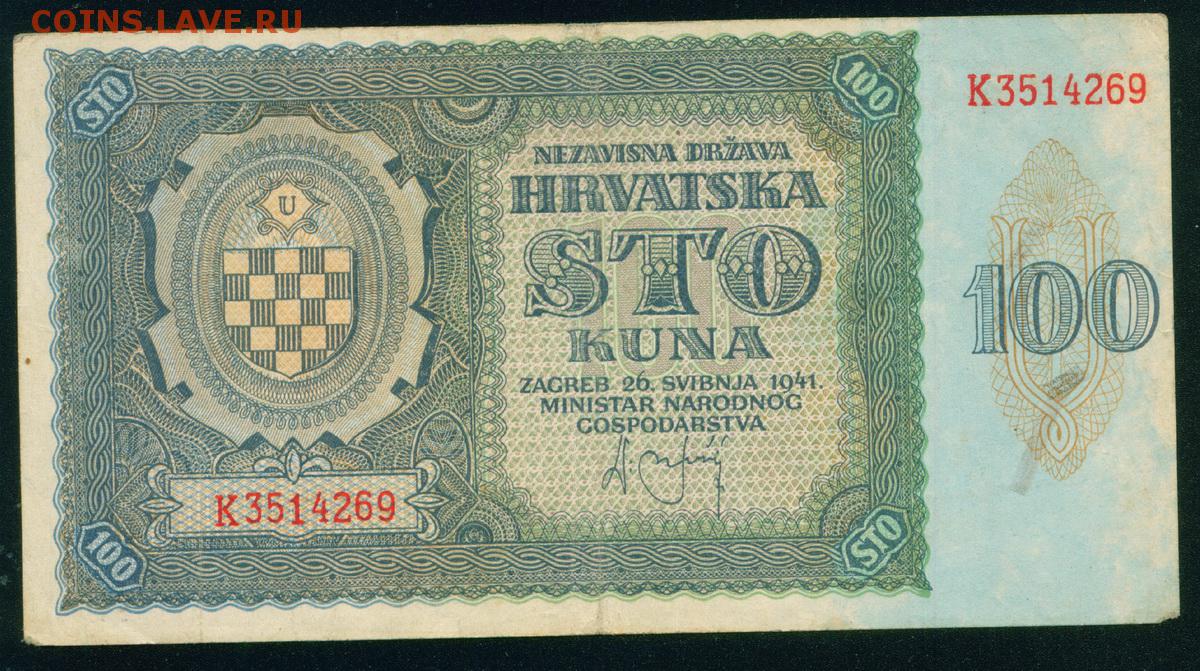 COINS.LAVE.RU
STO
100
K3514269
NEZAVISNA DRŽAVA
HRVATSKA
U
STO
100
KUNA
ZAGREB 26. SVIBNJA 1941.
MINISTAR NARODNOG
GOSPODARSTVA
K3514269
100
STO